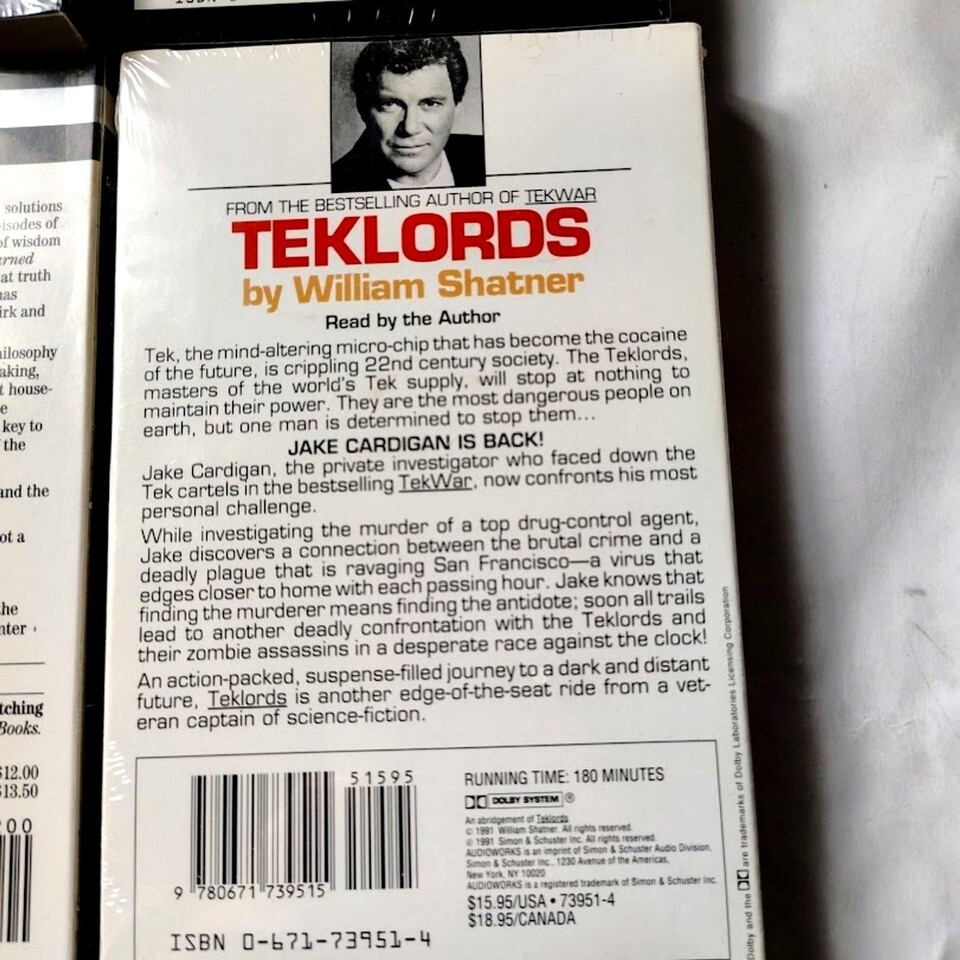 solutions
isodes of
of wisdom
rned
at truth
as
irk and
ilosophy
aking,
t house-
e
key to
the
and the
ot a
he
nter
tching
Books.
$12.00
$13.50
FROM THE BESTSELLING AUTHOR OF TEKWAR
TEKLORDS
by William Shatner
Read by the Author
Tek, the mind-altering micro-chip that has become the cocaine
of the future, is crippling 22nd century society. The Teklords,
masters of the world's Tek supply, will stop at nothing to
maintain their power. They are the most dangerous people on
earth, but one man is determined to stop them...
JAKE CARDIGAN IS BACK!
Jake Cardigan, the private investigator who faced down the
Tek cartels in the bestselling TekWar, now confronts his most
personal challenge.
While investigating the murder of a top drug-control agent,
Jake discovers a connection between the brutal crime and a
deadly plague that is ravaging San Francisco—a virus that
edges closer to home with each passing hour. Jake knows that
finding the murderer means finding the antidote; soon all trails
lead to another deadly confrontation with the Teklords and
their zombie assassins in a desperate race against the clock!
An action-packed, suspense-filled journey to a dark and distant
future, Teklords is another edge-of-the-seat ride from a vet-
eran captain of science-fiction.
51595
9 780671 739515
ISBN 0-671-73951-4
RUNNING TIME: 180 MINUTES
DOLBY SYSTEM ®
An abridgement of Teklords
© 1991 William Shatner. All rights reserved.
℗ 1991 Simon & Schuster Inc. All rights reserved.
AUDIOWORKS is an imprint of Simon & Schuster Audio Division,
Simon & Schuster Inc., 1230 Avenue of the Americas,
New York, NY 10020
AUDIOWORKS is a registered trademark of Simon & Schuster Inc.
$15.95/USA • 73951-4
$18.95/CANADA
Dolby and the are trademarks of Dolby Laboratories Licensing Corporation